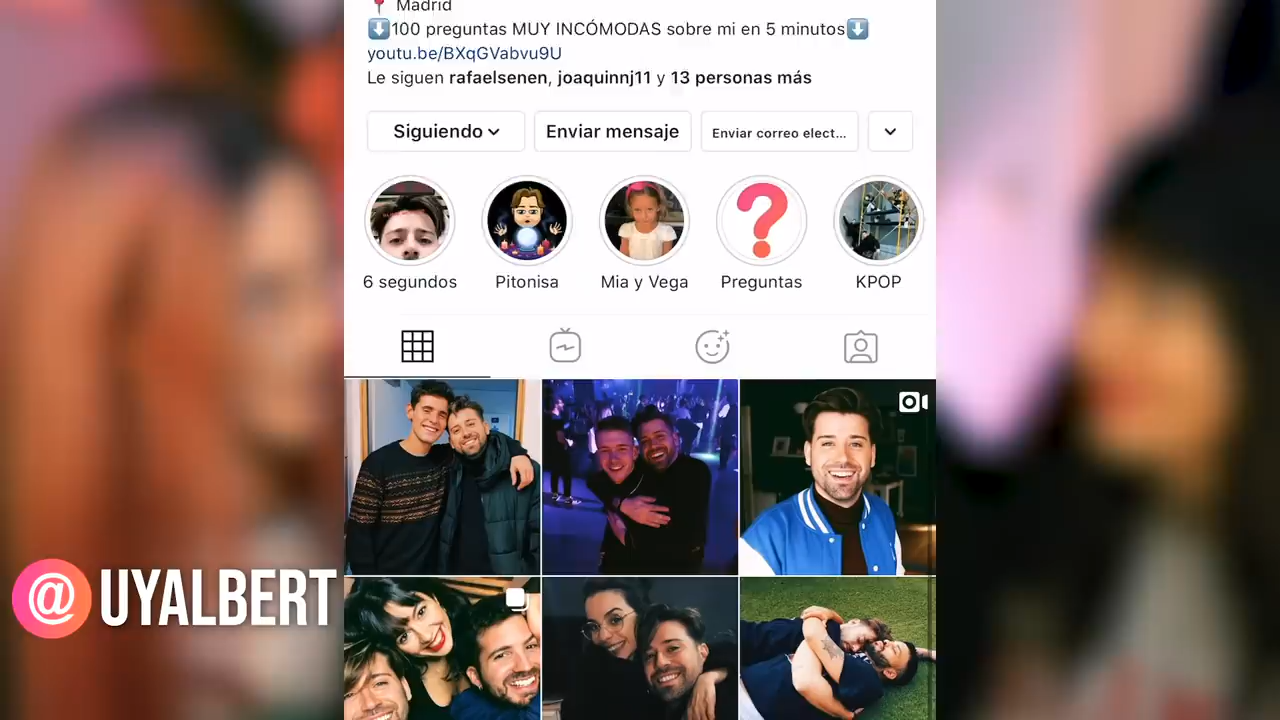 Madrid
⬇️100 preguntas MUY INCÓMODAS sobre mi en 5 minutos⬇️
youtu.be/BXqGVabvu9U
Le siguen rafaelsenen, joaquinnj11 y 13 personas más
Siguiendo
Enviar mensaje
Enviar correo elect...
6 segundos
Pitonisa
Mia y Vega
Preguntas
KPOP
@ UYALBERT